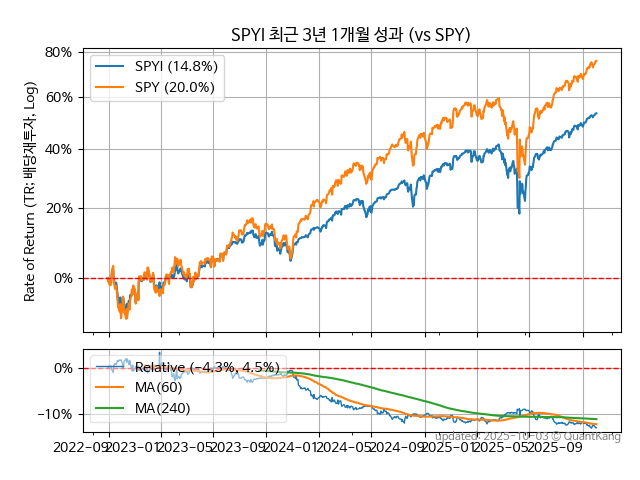 SPYI 최근 3년 1개월 성과 (vs SPY)
Rate of Return (TR: 배당재투자, Log)
80%
60%
40%
20%
0%
SPYI (14.8%)
SPY (20.0%)
0%
−10%
Relative (−4.3%, 4.5%)
MA(60)
MA(240)
updated: 2025-10-03 © QuantKang
2022-09 2023-01 2023-05 2023-09 2024-01 2024-05 2024-09 2025-01 2025-05 2025-09